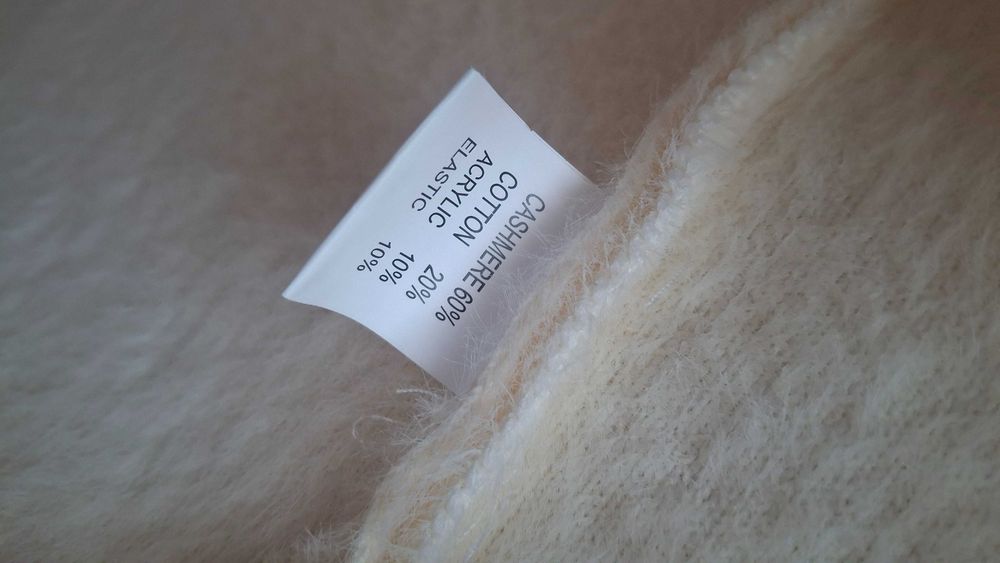 CASHMERE 60%
COTTON 20%
ACRYLIC 10%
ELASTIC 10%